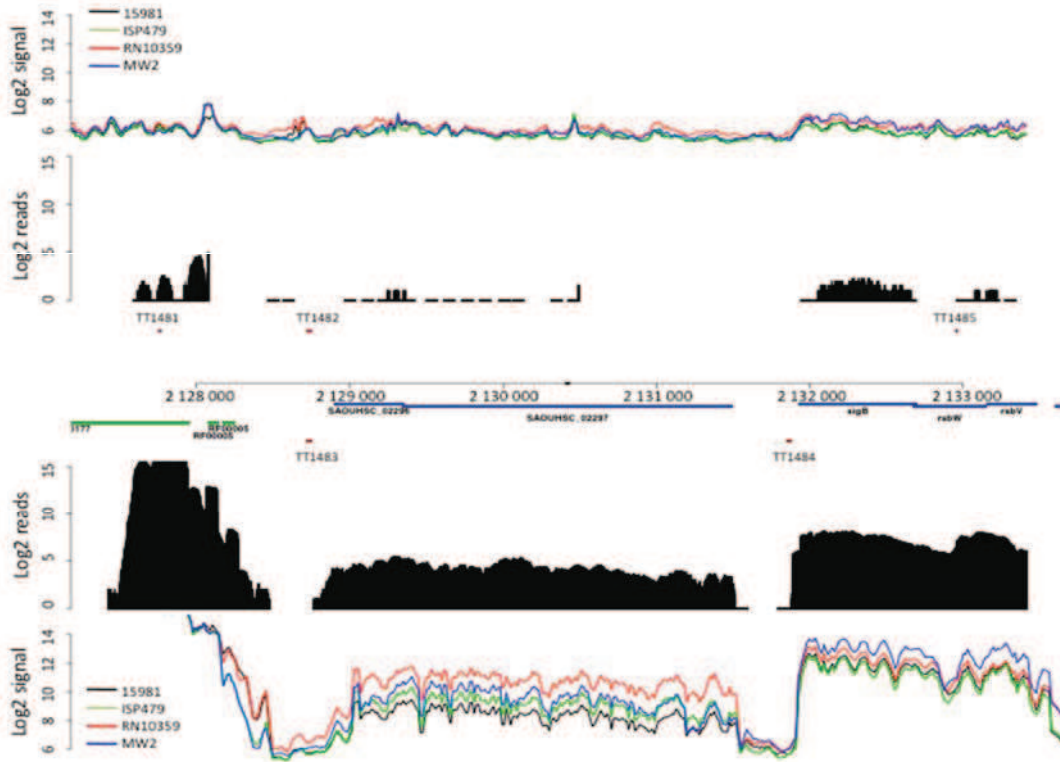 Log2 signal
14
12
10
8
6
15981
ISP479
RN10359
MW2
Log2 reads
15
10
5
0
TT1481
TT1482
TT1485
2 128 000
2 129 000
2 130 000
2 131 000
2 132 000
2 133 000
SAOUHSC_02296
SAOUHSC_02297
sigB
rsbW
rsbV
RF00005
RF00005
TT1483
TT1484
Log2 reads
15
10
5
0
Log2 signal
14
12
10
8
6
15981
ISP479
RN10359
MW2